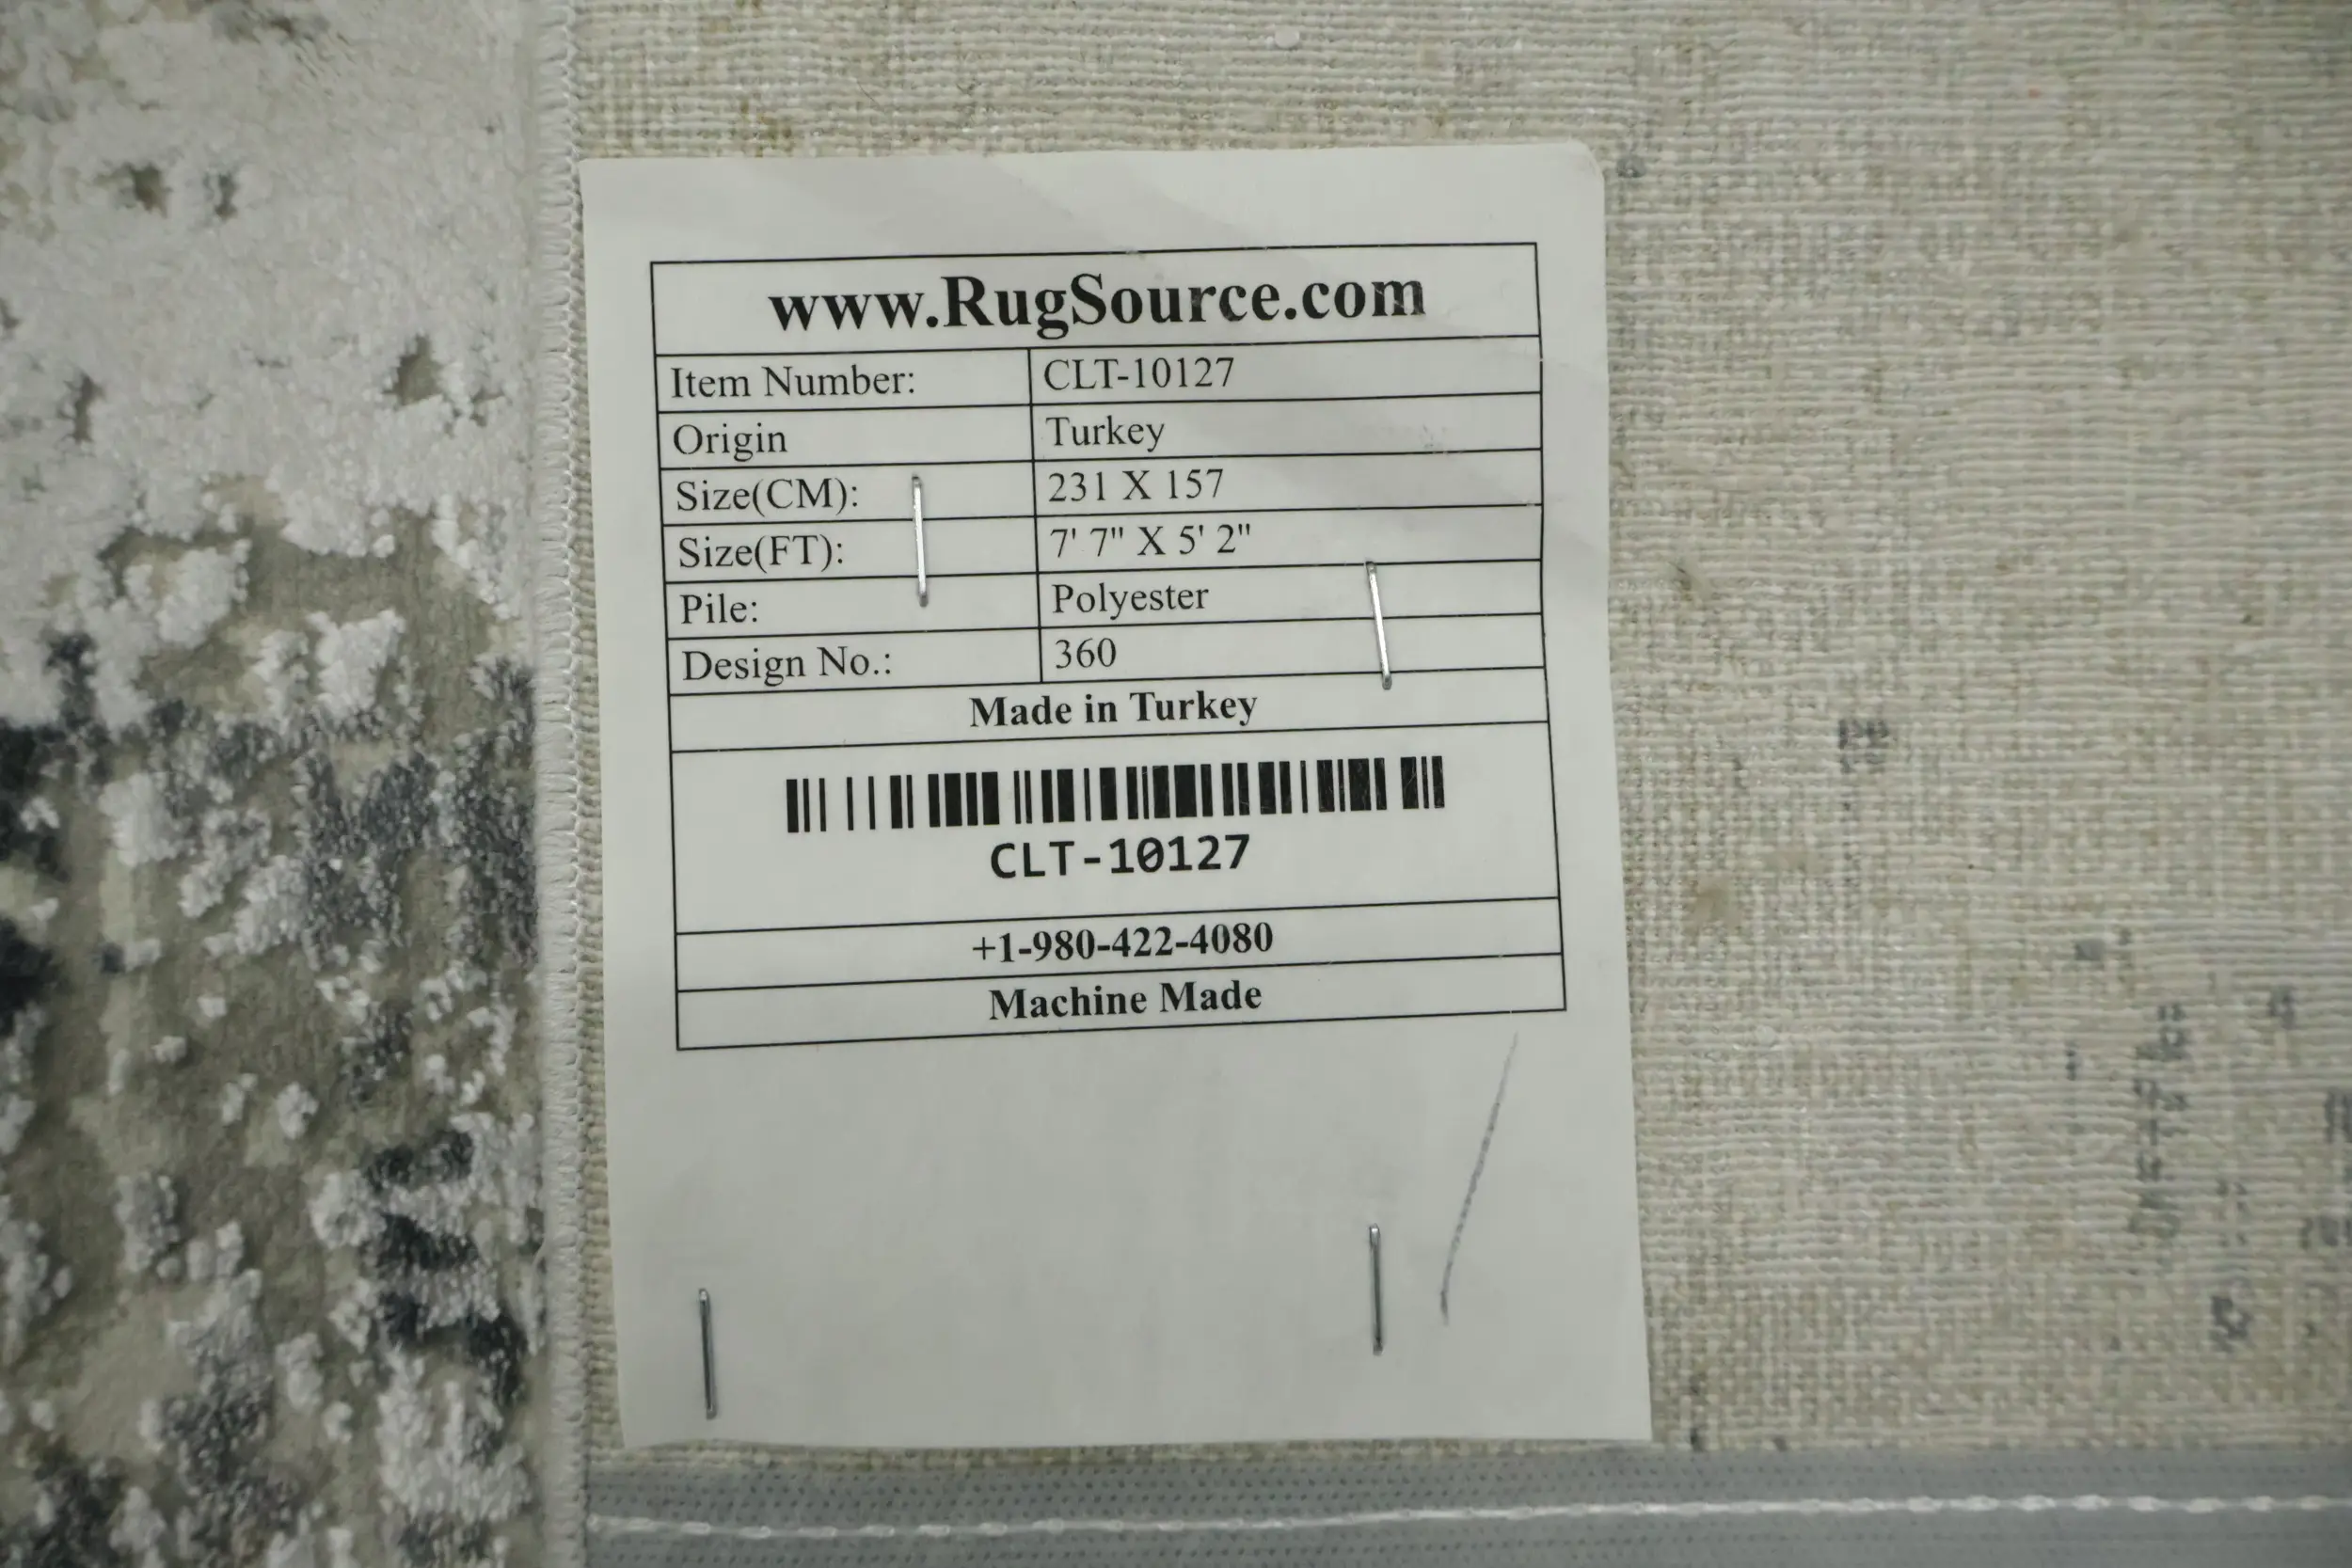 www.RugSource.com
Item Number: CLT-10127
Origin Turkey
Size(CM): 231 X 157
Size(FT): 7' 7" X 5' 2"
Pile: Polyester
Design No.: 360
Made in Turkey
CLT-10127
+1-980-422-4080
Machine Made